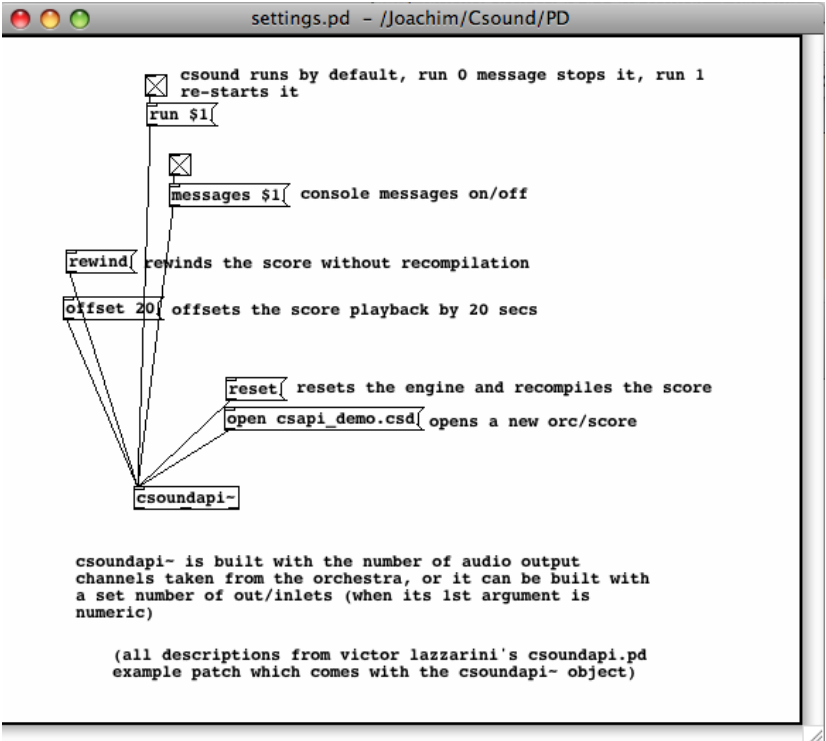 settings.pd – /Joachim/Csound/PD
csound runs by default, run 0 message stops it, run 1
re-starts it
run $1
messages $1
console messages on/off
rewind
rewinds the score without recompilation
offset 20
offsets the score playback by 20 secs
reset
resets the engine and recompiles the score
open csapi_demo.csd
opens a new orc/score
csoundapi~
csoundapi~ is built with the number of audio output
channels taken from the orchestra, or it can be built with
a set number of out/inlets (when its 1st argument is
numeric)
(all descriptions from victor lazzarini's csoundapi.pd
example patch which comes with the csoundapi~ object)